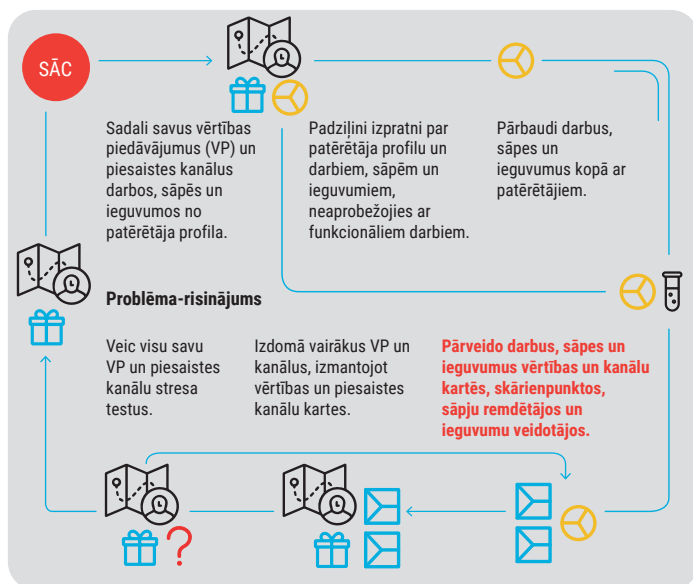 SĀC
Sadali savus vērtības
piedāvājumus (VP) un
piesaistes kanālus
darbos, sāpēs un
ieguvumos no
patērētāja profila.
Padziļini izpratni par
patērētāja profilu un
darbiem, sāpēm un
ieguvumiem,
neaprobežojies ar
funkcionāliem darbiem.
Pārbaudi darbus,
sāpes un
ieguvumus kopā ar
patērētājiem.
Problēma-risinājums
Veic visu savu
VP un piesaistes
kanālu stresa
testus.
Izdomā vairākus VP un
kanālus, izmantojot
vērtības un piesaistes
kanālu kartes.
Pārveido darbus, sāpes un
ieguvumus vērtības un kanālu
kartēs, skārienpunktos,
sāpju remdētājos un
ieguvumu veidotājos.
?